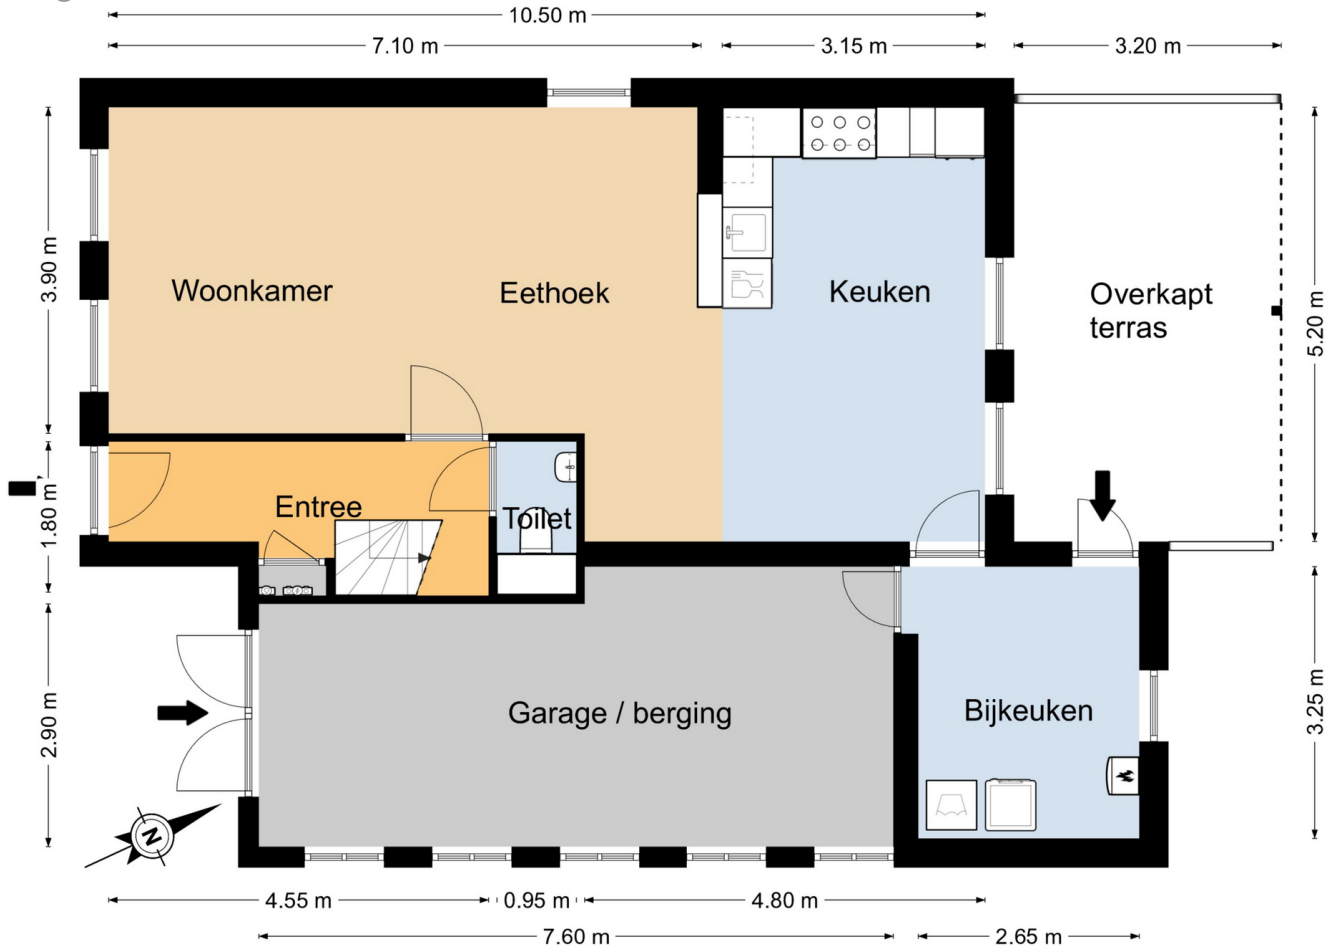 10.50 m
7.10 m
3.15 m
3.20 m
3.90 m
Woonkamer
Eethoek
Keuken
Overkapt
terras
5.20 m
1.80 m
Entree
Toilet
2.90 m
Garage / berging
Bijkeuken
3.25 m
N
4.55 m
0.95 m
4.80 m
7.60 m
2.65 m